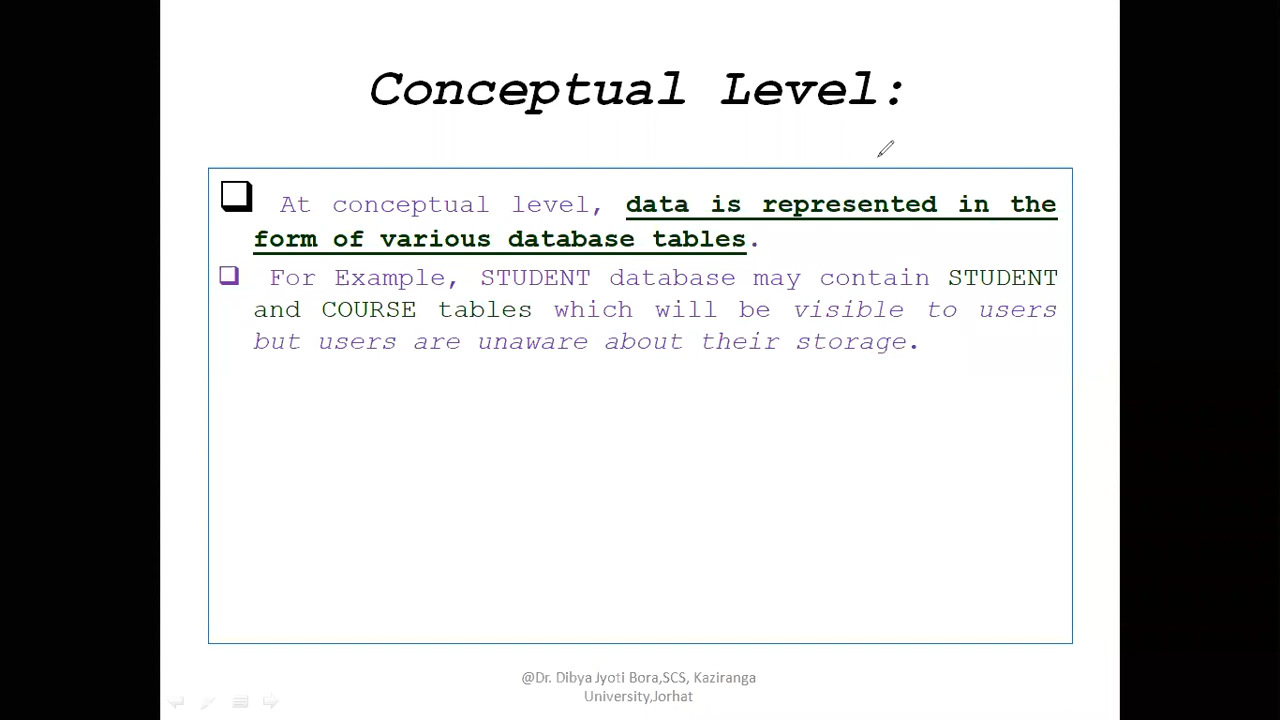 Conceptual Level:
At conceptual level, data is represented in the
form of various database tables.
For Example, STUDENT database may contain STUDENT
and COURSE tables which will be visible to users
but users are unaware about their storage.
@Dr. Dibya Jyoti Bora,SCS, Kaziranga
University,Jorhat